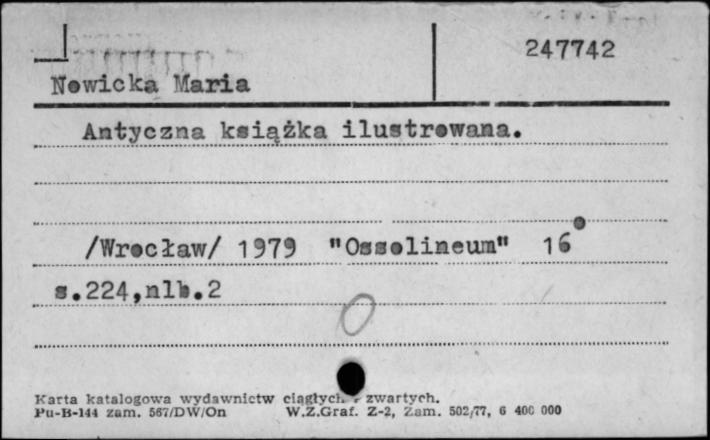 247742
Nowicka Maria
Antyczna książka ilustrowana.
/Wrocław/ 1979 "Ossolineum" 16°
s.224,nlb.2
0
Karta katalogowa wydawnictw ciągłych zwartych.
Pu-B-144 zam. 567/DW/On W.Z.Graf. Z-2, Zam. 502/77, 6 400 000